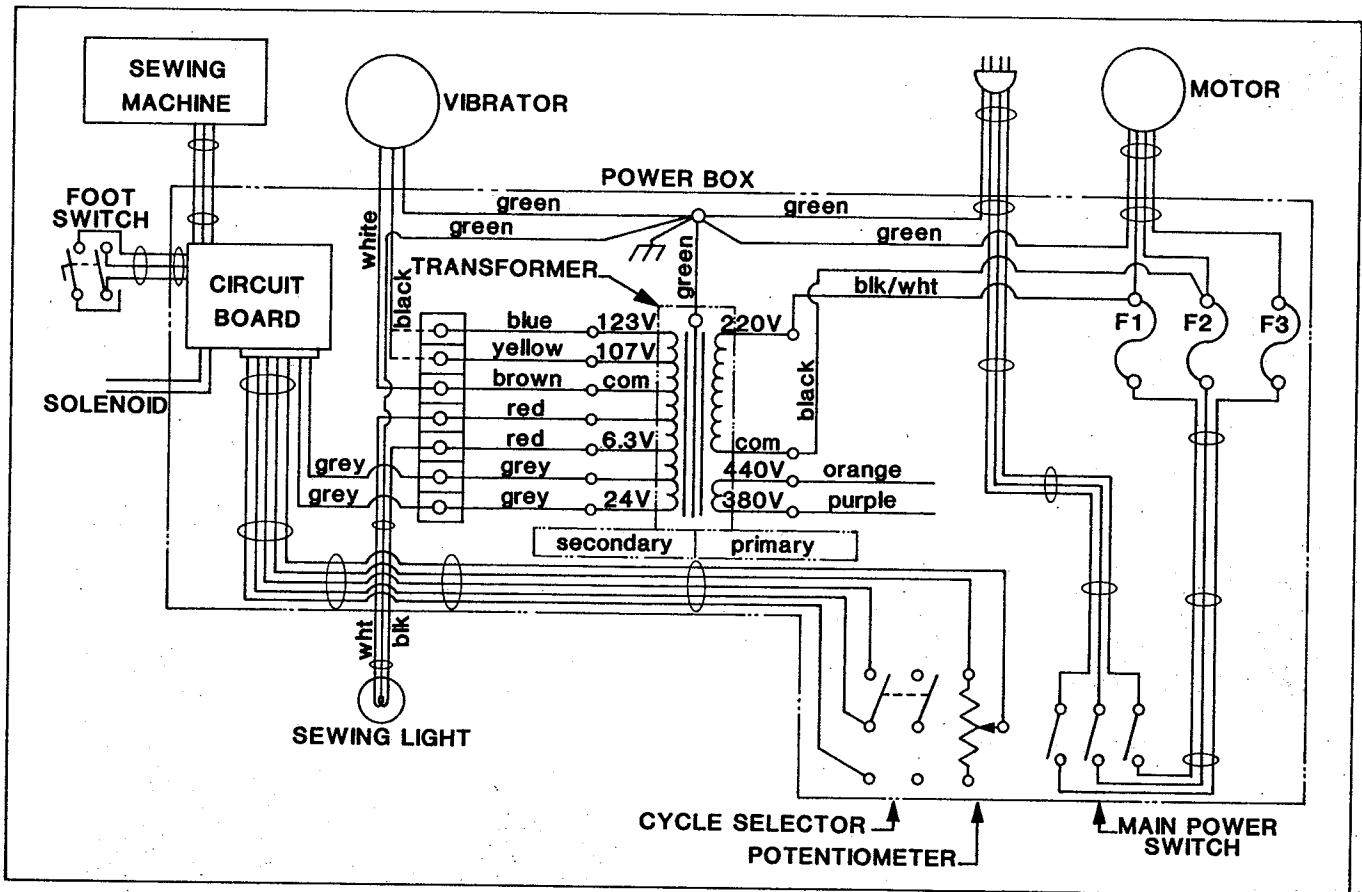 SEWING
MACHINE
VIBRATOR
MOTOR
POWER BOX
FOOT
SWITCH
green
green
green
green
white
green
TRANSFORMER
CIRCUIT
BOARD
black
blk/wht
blue
123V
220V
F1
F2
F3
yellow
107V
brown
com
black
SOLENOID
red
red
6.3V
com
grey
grey
440V
orange
grey
grey
24V
380V
purple
secondary
primary
wht
blk
SEWING LIGHT
CYCLE SELECTOR
POTENTIOMETER
MAIN POWER
SWITCH